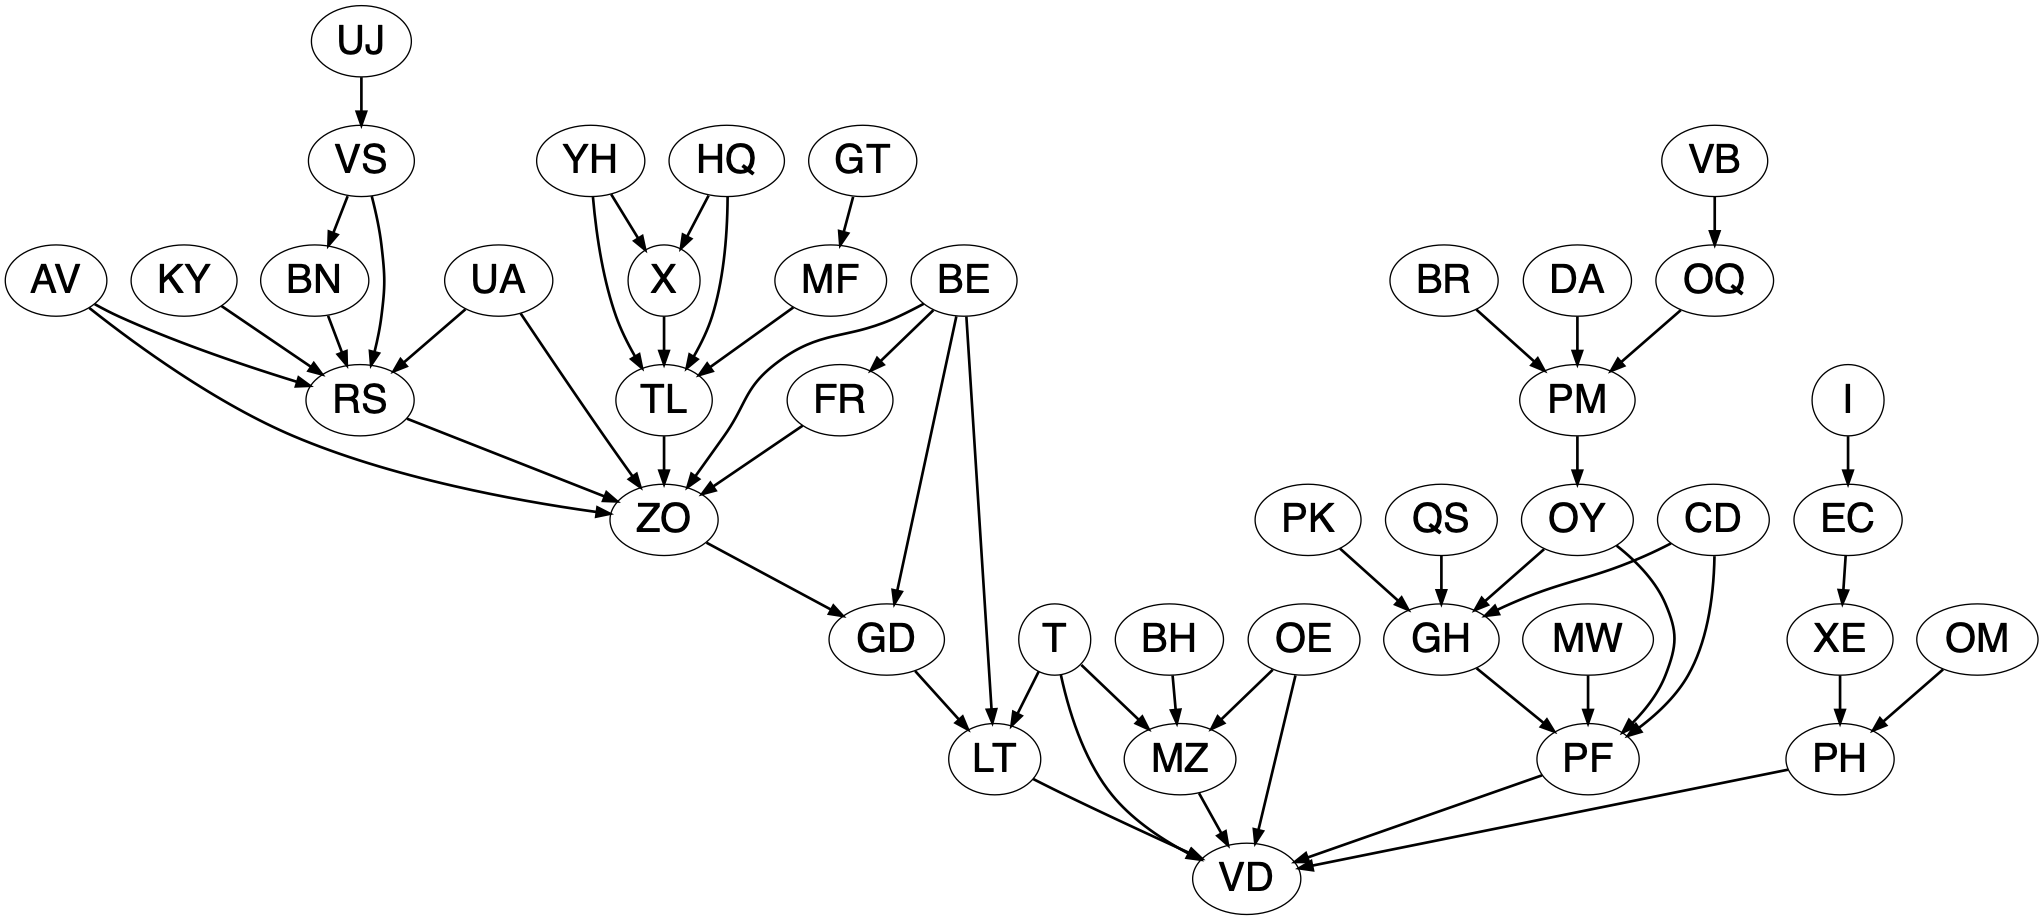 UJ
VS YH HQ GT VB
AV KY BN UA X MF BE BR DA OQ
RS TL FR PM I
ZO PK QS OY CD EC
GD T BH OE GH MW XE OM
LT MZ PF PH
VD